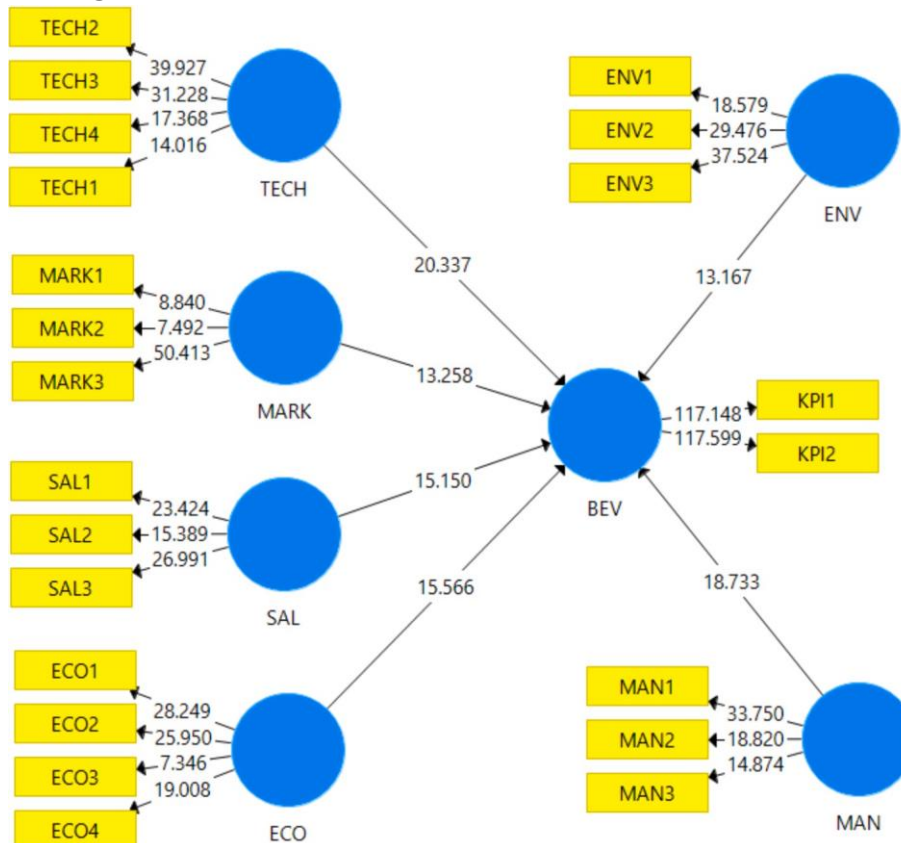 TECH2
TECH3
TECH4
TECH1
39.927
31.228
17.368
14.016
TECH
ENV1
ENV2
ENV3
18.579
29.476
37.524
ENV
20.337
13.167
MARK1
MARK2
MARK3
8.840
7.492
50.413
MARK
13.258
117.148
117.599
KPI1
KPI2
BEV
SAL1
SAL2
SAL3
23.424
15.389
26.991
SAL
15.150
15.566
18.733
ECO1
ECO2
ECO3
ECO4
28.249
25.950
7.346
19.008
ECO
MAN1
MAN2
MAN3
33.750
18.820
14.874
MAN